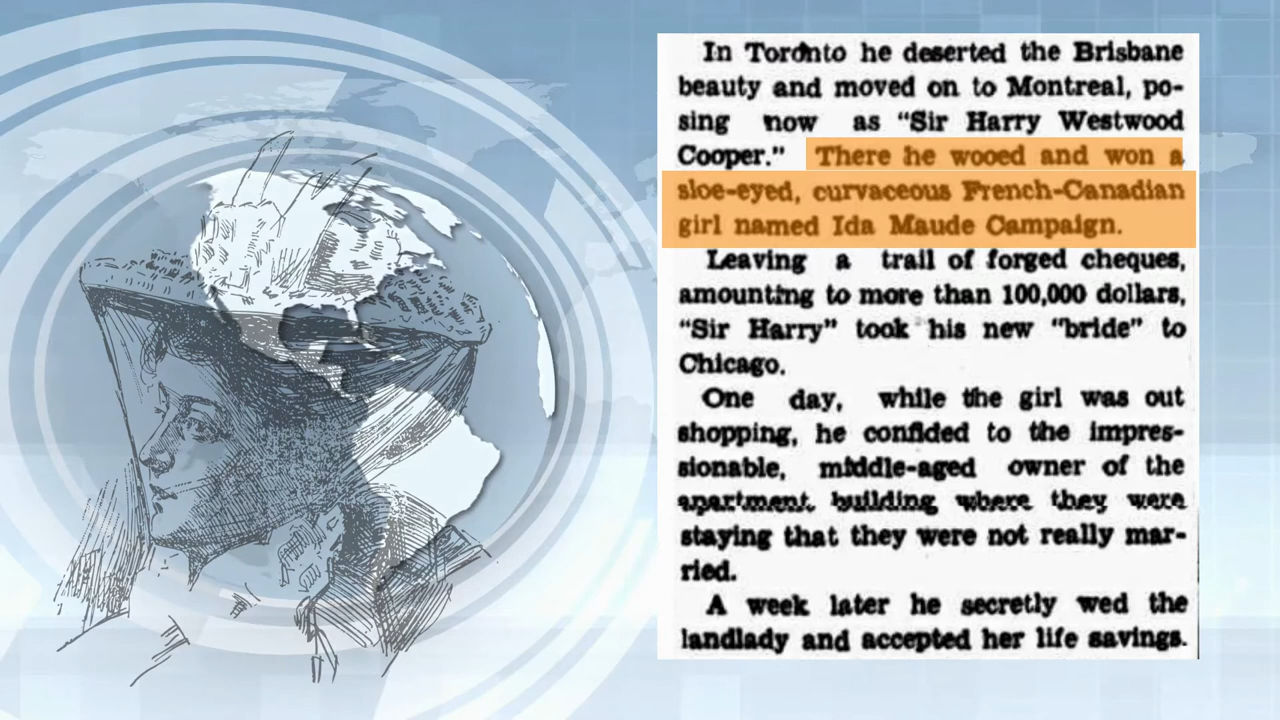 In Toronto he deserted the Brisbane
beauty and moved on to Montreal, po-
sing now as “Sir Harry Westwood
Cooper.” There he wooed and won a
sloe-eyed, curvaceous French-Canadian
girl named Ida Maude Campaign.
Leaving a trail of forged cheques,
amounting to more than 100,000 dollars,
“Sir Harry” took his new “bride” to
Chicago.
One day, while the girl was out
shopping, he confided to the impres-
sionable, middle-aged owner of the
apartment building where they were
staying that they were not really mar-
ried.
A week later he secretly wed the
landlady and accepted her life savings.